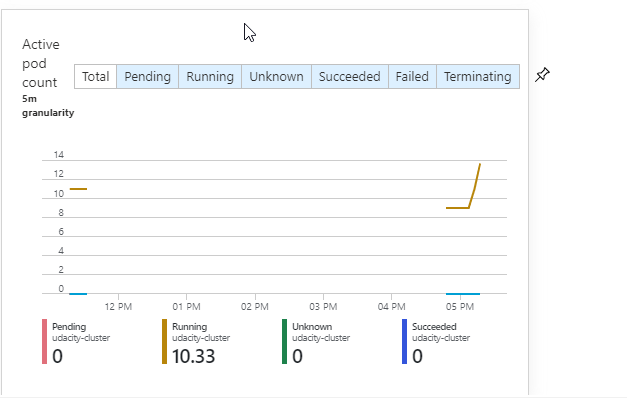 Active
pod
count
5m
granularity
Total Pending Running Unknown Succeeded Failed Terminating
14
12
10
8
6
4
2
0
12 PM 01 PM 02 PM 03 PM 04 PM 05 PM
Pending Running Unknown Succeeded
udacity-cluster udacity-cluster udacity-cluster udacity-cluster
0 10.33 0 0